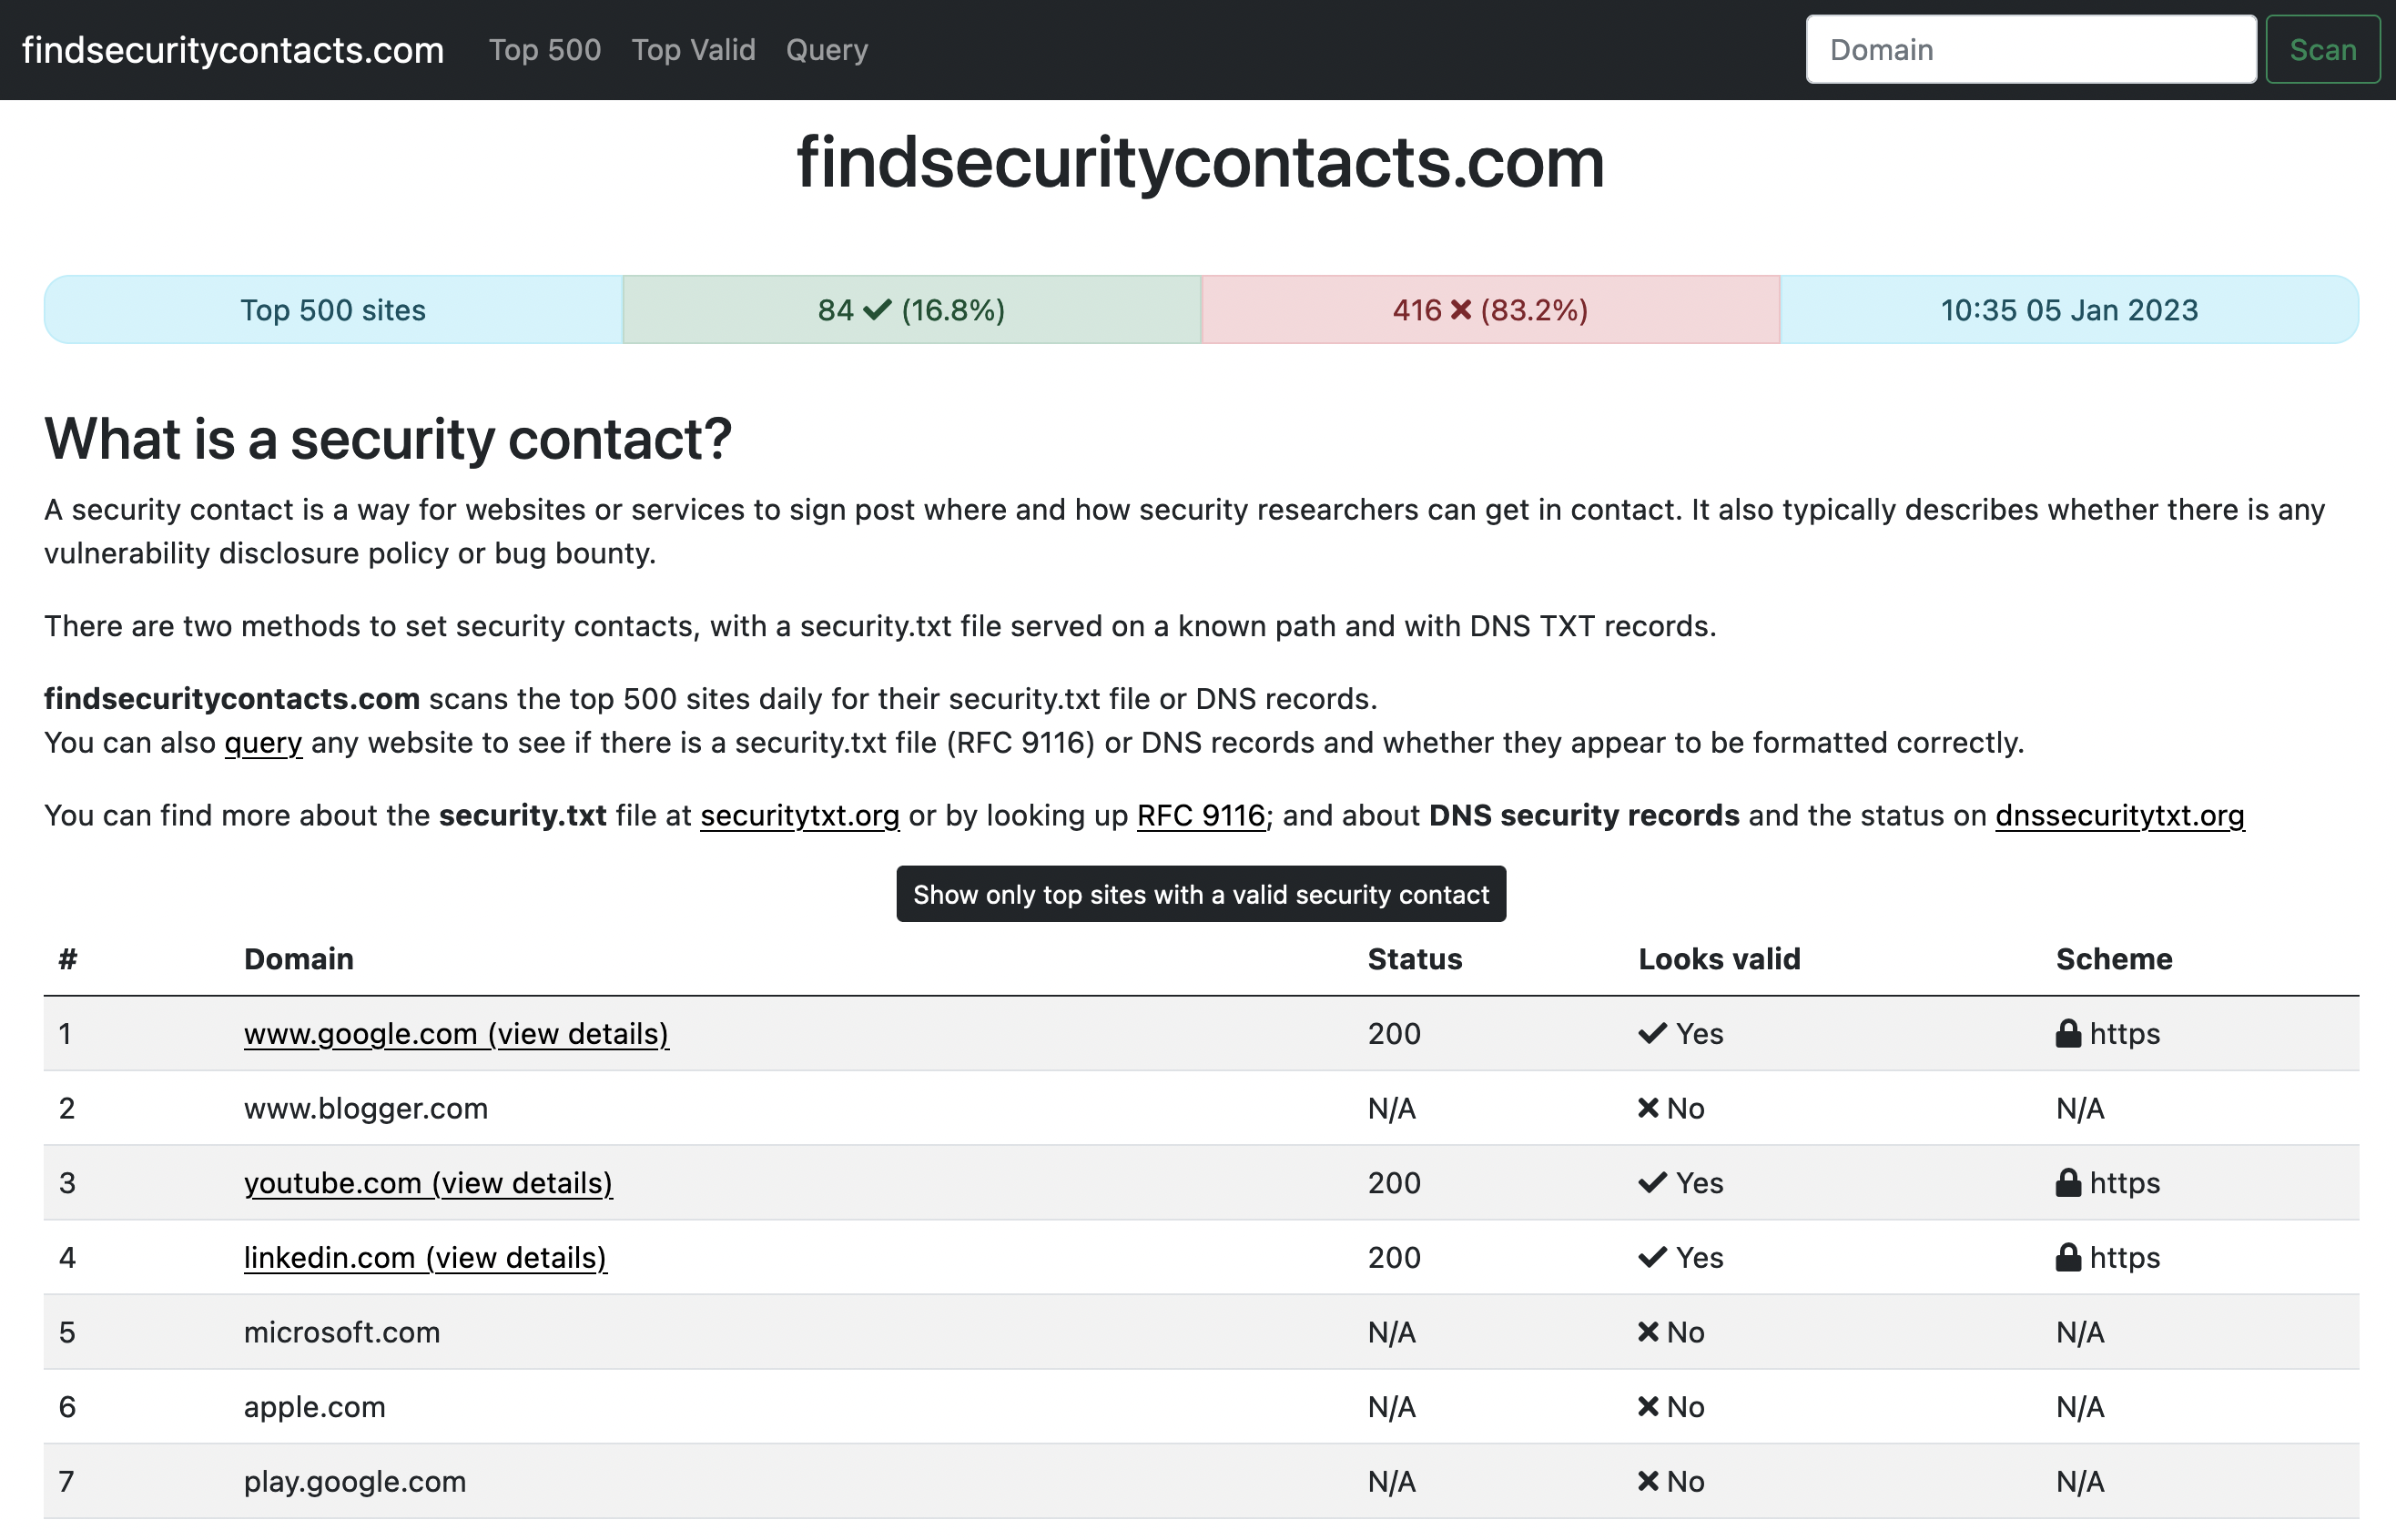 findsecuritycontacts.com Top 500 Top Valid Query Domain Scan
findsecuritycontacts.com
Top 500 sites 84 ✔ (16.8%) 416 ✖ (83.2%) 10:35 05 Jan 2023
What is a security contact?
A security contact is a way for websites or services to sign post where and how security researchers can get in contact. It also typically describes whether there is any
vulnerability disclosure policy or bug bounty.
There are two methods to set security contacts, with a security.txt file served on a known path and with DNS TXT records.
findsecuritycontacts.com scans the top 500 sites daily for their security.txt file or DNS records.
You can also query any website to see if there is a security.txt file (RFC 9116) or DNS records and whether they appear to be formatted correctly.
You can find more about the security.txt file at securitytxt.org or by looking up RFC 9116; and about DNS security records and the status on dnssecuritytxt.org
Show only top sites with a valid security contact
# Domain Status Looks valid Scheme
1 www.google.com (view details) 200 ✔ Yes https
2 www.blogger.com N/A ✖ No N/A
3 youtube.com (view details) 200 ✔ Yes https
4 linkedin.com (view details) 200 ✔ Yes https
5 microsoft.com N/A ✖ No N/A
6 apple.com N/A ✖ No N/A
7 play.google.com N/A ✖ No N/A